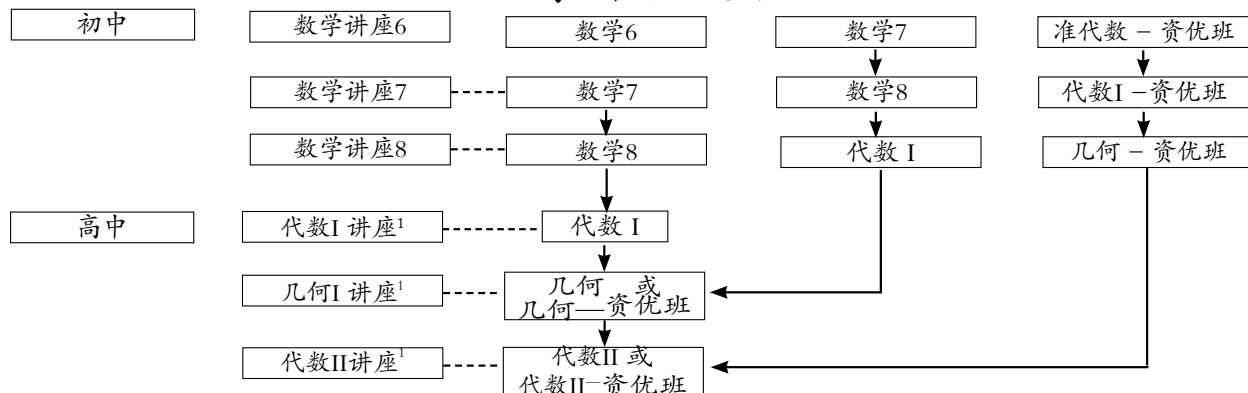 初中
数学讲座6
数学6
数学7
准代数 – 资优班
数学讲座7
数学7
数学8
代数I –资优班
数学讲座8
数学8
代数 I
几何 – 资优班
高中
代数I 讲座¹
代数 I
几何I 讲座¹
几何 或
几何—资优班
代数II讲座¹
代数II 或
代数II–资优班